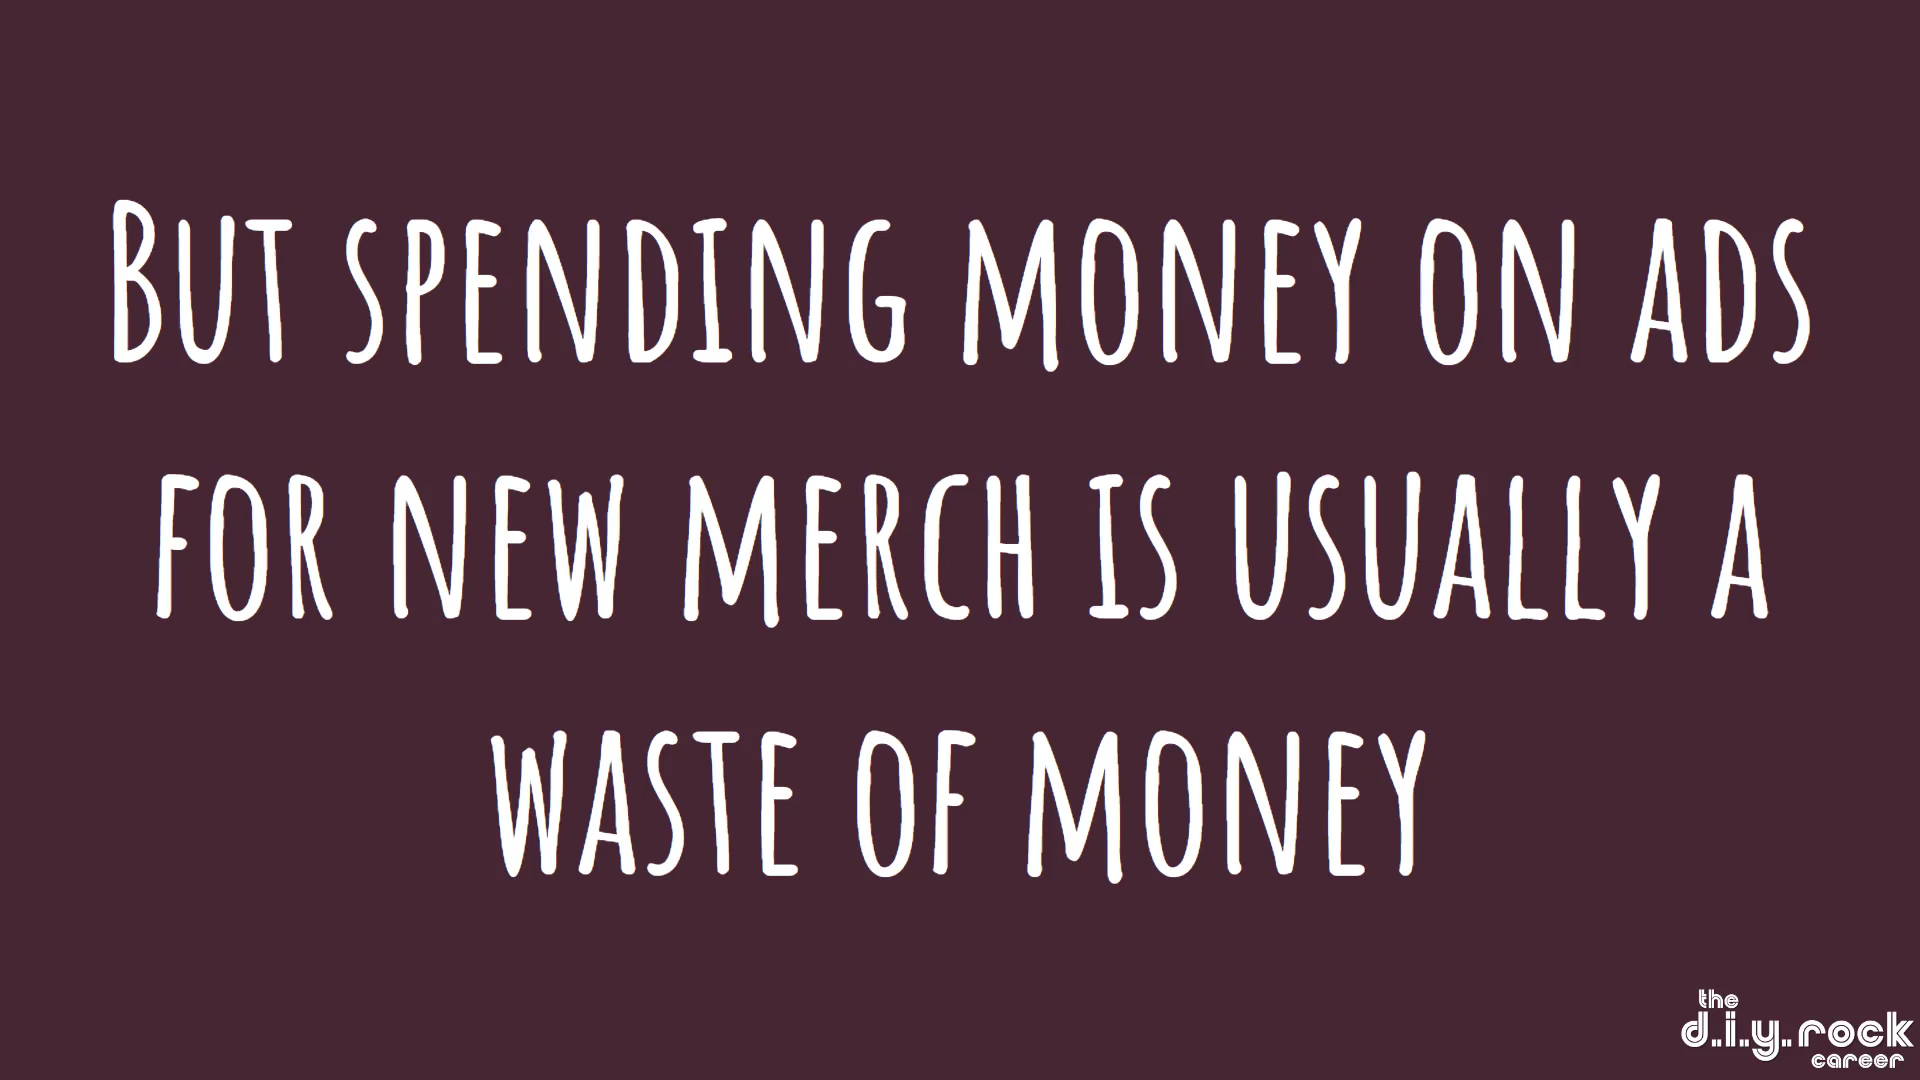 But spending money on ads
for new merch is usually a
waste of money
the
d.i.y. rock
career